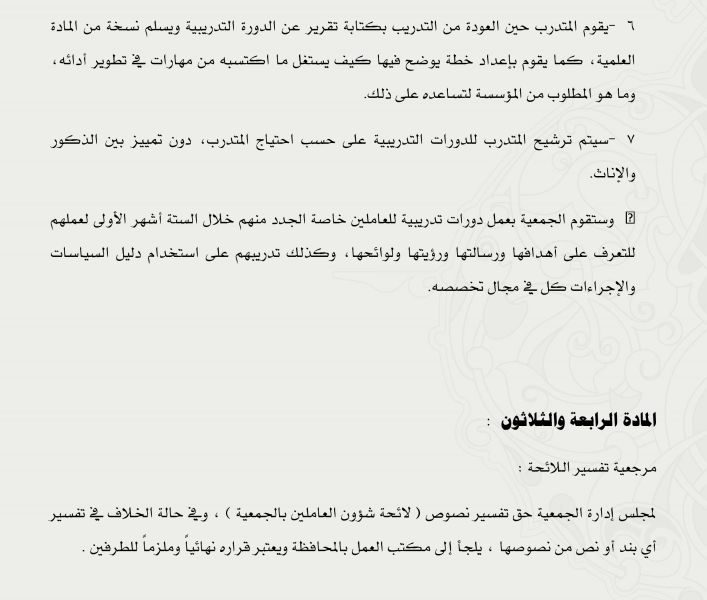 ٦ -يقوم المتدرب حين العودة من التدريب بكتابة تقرير عن الدورة التدريبية ويسلم نسخة من المادة
العلمية، كما يقوم بإعداد خطة يوضح فيها كيف يستغل ما اكتسبه من مهارات في تطوير أدائه،
وما هو المطلوب من المؤسسة لتساعده على ذلك.
٧ -سيتم ترشيح المتدرب للدورات التدريبية على حسب احتياج المتدرب، دون تمييز بين الذكور
والإناث.
وستقوم الجمعية بعمل دورات تدريبية للعاملين خاصة الجدد منهم خلال الستة أشهر الأولى لعملهم
للتعرف على أهدافها ورسالتها ورؤيتها ولوائحها، وكذلك تدريبهم على استخدام دليل السياسات
والإجراءات كل في مجال تخصصه.
المادة الرابعة والثلاثون :
مرجعية تفسير اللائحة :
لمجلس إدارة الجمعية حق تفسير نصوص ( لائحة شؤون العاملين بالجمعية ) ، وفي حالة الخلاف في تفسير
أي بند أو نص من نصوصها ، يلجأ إلى مكتب العمل بالمحافظة ويعتبر قراره نهائياً وملزماً للطرفين .